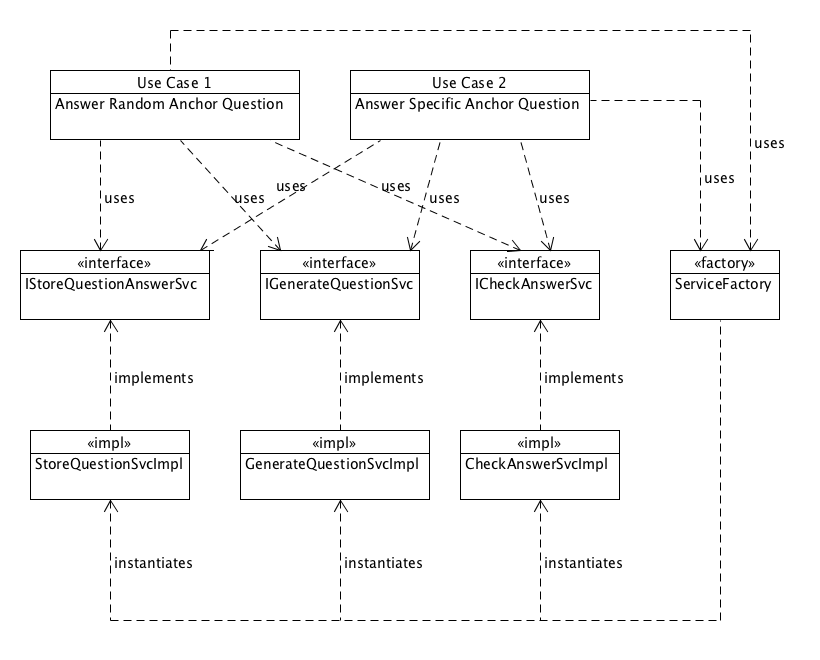 Use Case 1
Answer Random Anchor Question
Use Case 2
Answer Specific Anchor Question
uses
uses
uses
uses
uses
uses
uses
uses
«interface»
IStoreQuestionAnswerSvc
«interface»
IGenerateQuestionSvc
«interface»
ICheckAnswerSvc
«factory»
ServiceFactory
implements
implements
implements
«impl»
StoreQuestionSvcImpl
«impl»
GenerateQuestionSvcImpl
«impl»
CheckAnswerSvcImpl
instantiates
instantiates
instantiates